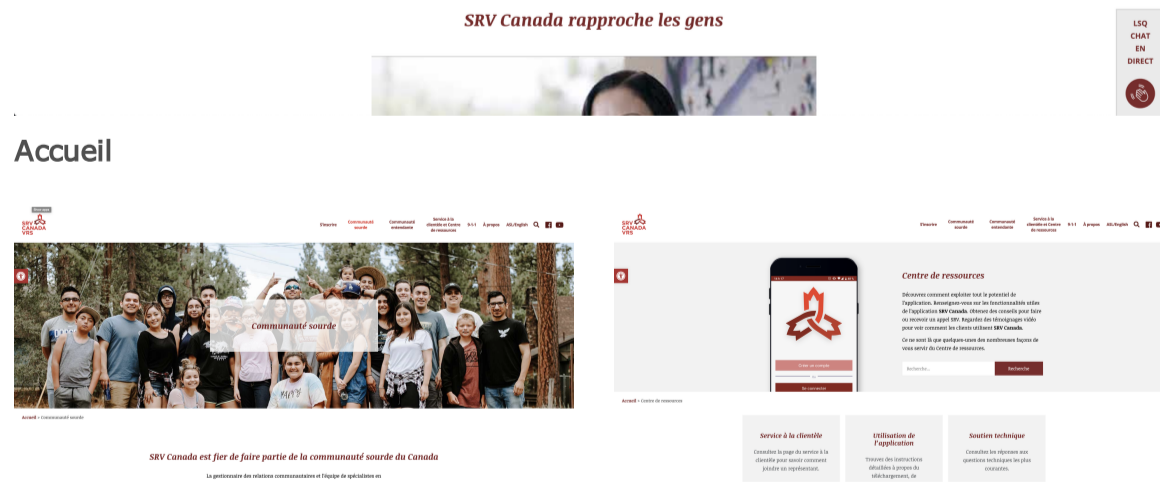 SRV Canada rapproche les gens
LSQ
CHAT
EN
DIRECT
Accueil
SRV
CANADA
VRS
S'inscrire
Communauté
sourde
Communauté
entendante
Service à la
clientèle et Centre
de ressources
9-1-1
À propos
ASL/English
Communauté sourde
Accueil > Communauté sourde
SRV Canada est fier de faire partie de la communauté sourde du Canada
La gestionnaire des relations communautaires et l'équipe de spécialistes en
SRV
CANADA
VRS
S'inscrire
Communauté
sourde
Communauté
entendante
Service à la
clientèle et Centre
de ressources
9-1-1
À propos
ASL/English
Créer un compte
Se connecter
Centre de ressources
Découvrez comment exploiter tout le potentiel de
l'application. Renseignez-vous sur les fonctionnalités utiles
de l'application SRV Canada. Obtenez des conseils pour faire
ou recevoir un appel SRV. Regardez des témoignages vidéo
pour voir comment les clients utilisent SRV Canada.
Ce ne sont là que quelques-unes des nombreuses façons de
vous servir du Centre de ressources.
Recherche...
Recherche
Accueil > Centre de ressources
Service à la clientèle
Consultez la page du service à la
clientèle pour savoir comment
joindre un représentant.
Utilisation de
l'application
Trouvez des instructions
détaillées à propos du
téléchargement, de
Soutien technique
Consultez les réponses aux
questions techniques les plus
courantes.